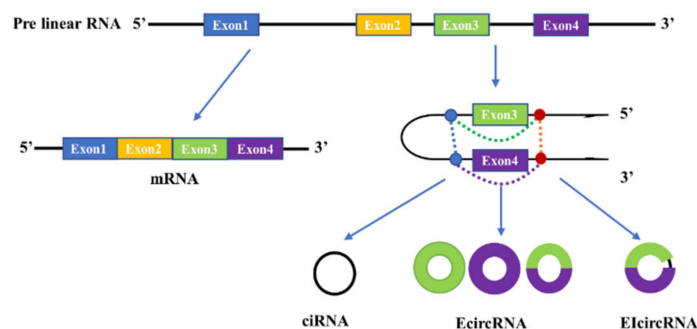 Pre linear RNA 5’ Exon1 Exon2 Exon3 Exon4 3’
Exon3 5’
5’ Exon1 Exon2 Exon3 Exon4 3’
mRNA
Exon4
3’
ciRNA EcircRNA EIcircRNA